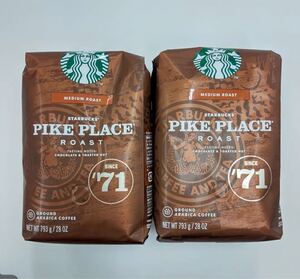 MEDIUM ROAST
STARBUCKS®
PIKE PLACE®
ROAST
TASTING NOTES:
CHOCOLATE & TOASTED NUT
SINCE
'71
GROUND
ARABICA COFFEE
NET WT 793 g / 28 OZ
MEDIUM ROAST
STARBUCKS®
PIKE PLACE®
ROAST
TASTING NOTES:
CHOCOLATE & TOASTED NUT
SINCE
'71
GROUND
ARABICA COFFEE
NET WT 793 g / 28 OZ